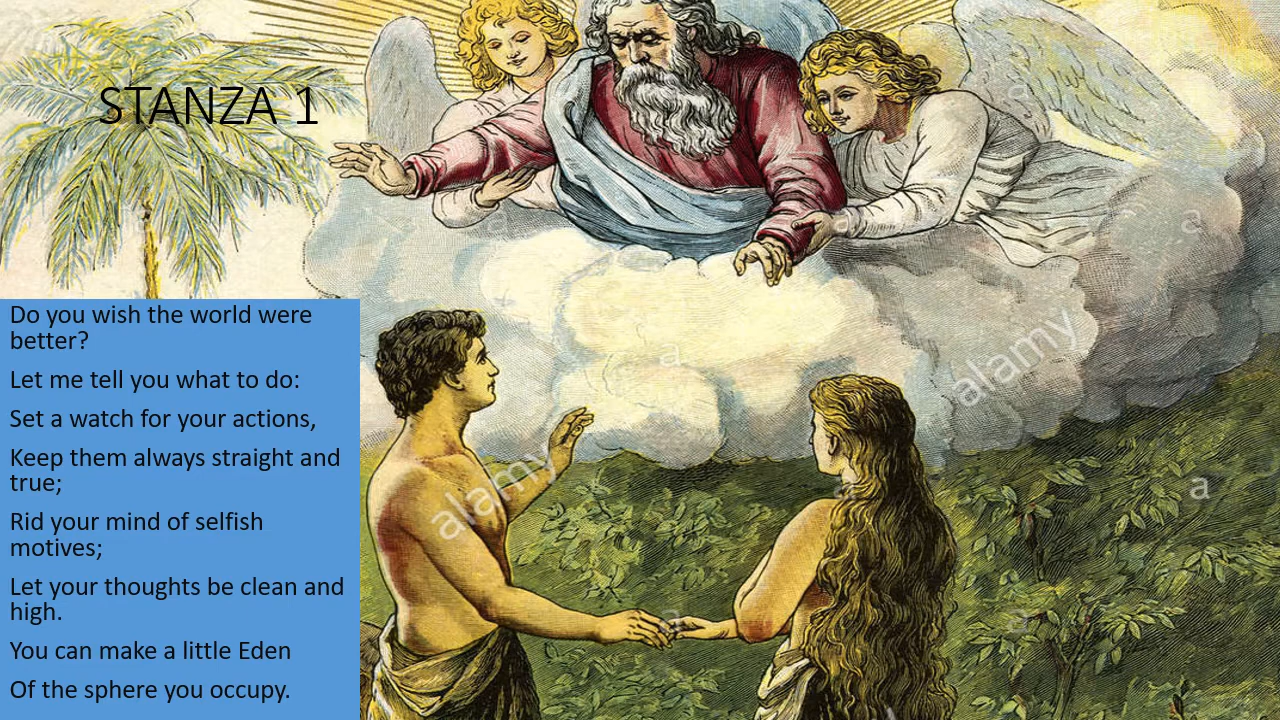 STANZA 1
Do you wish the world were
better?
Let me tell you what to do:
Set a watch for your actions,
Keep them always straight and
true;
Rid your mind of selfish
motives;
Let your thoughts be clean and
high.
You can make a little Eden
Of the sphere you occupy.
alamy
alamy
a
a
a
a
a
a
a
a
a